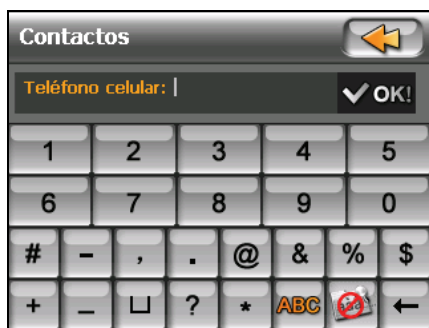 Contactos
Teléfono celular: OK!
1 2 3 4 5
6 7 8 9 0
# - , . @ & % $
+ _ ? * ABC